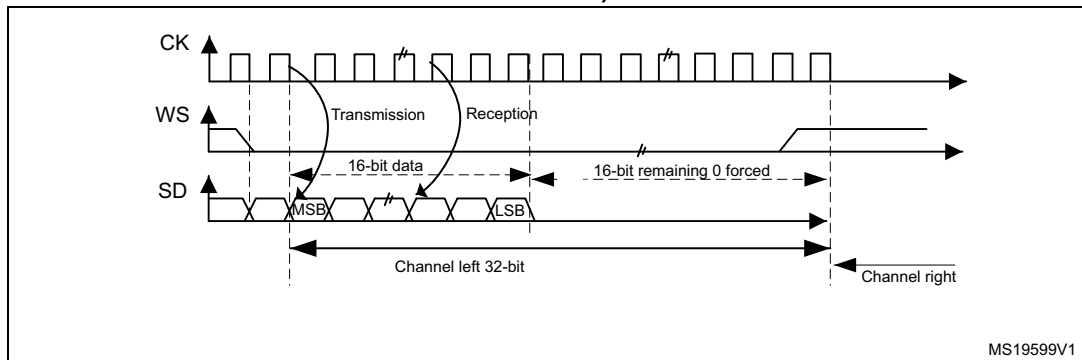 CK
WS
Transmission
Reception
16-bit data
16-bit remaining 0 forced
SD
MSB
LSB
Channel left 32-bit
Channel right
MS19599V1